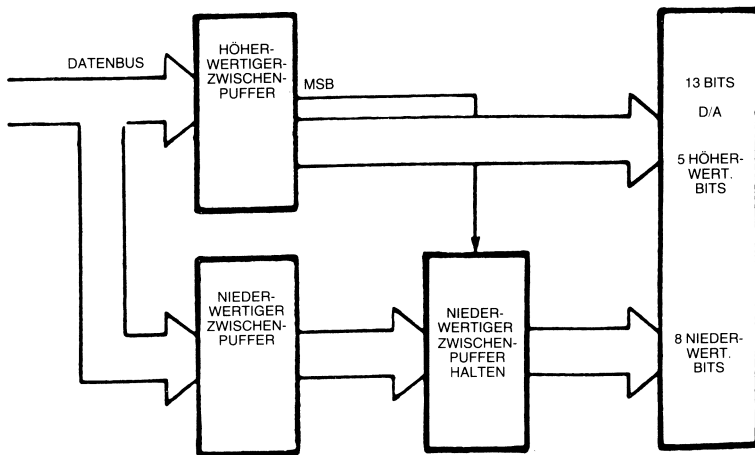 DATENBUS
HÖHER-
WERTIGER-
ZWISCHEN-
PUFFER
MSB
13 BITS
D/A
5 HÖHER-
WERT.
BITS
NIEDER-
WERTIGER
ZWISCHEN-
PUFFER
NIEDER-
WERTIGER
ZWISCHEN-
PUFFER
HALTEN
8 NIEDER-
WERT.
BITS